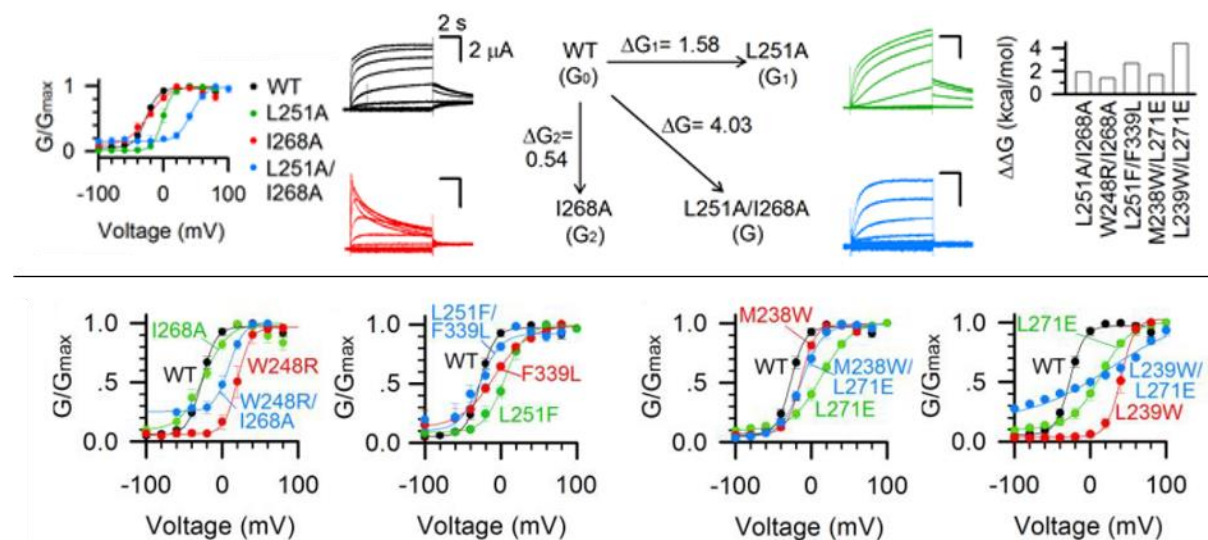 G/Gmax
1
0
-100
0
100
Voltage (mV)
WT
L251A
I268A
L251A/
I268A
2 s
2 μA
WT
(G0)
ΔG1= 1.58
L251A
(G1)
ΔG2=
0.54
ΔG= 4.03
I268A
(G2)
L251A/I268A
(G)
ΔΔG (kcal/mol)
4
2
0
L251A/I268A
W248R/I268A
L251F/F339L
M238W/L271E
L239W/L271E
G/Gmax
1.0
.5
0.0
I268A
WT
W248R
W248R/
I268A
-100
0
100
Voltage (mV)
G/Gmax
1.0
.5
0.0
L251F/
F339L
WT
F339L
L251F
-100
0
100
Voltage (mV)
G/Gmax
1.0
.5
0.0
M238W
WT
M238W/
L271E
L271E
-100
0
100
Voltage (mV)
G/Gmax
1.0
.5
0.0
L271E
WT
L239W/
L271E
L239W
-100
0
100
Voltage (mV)